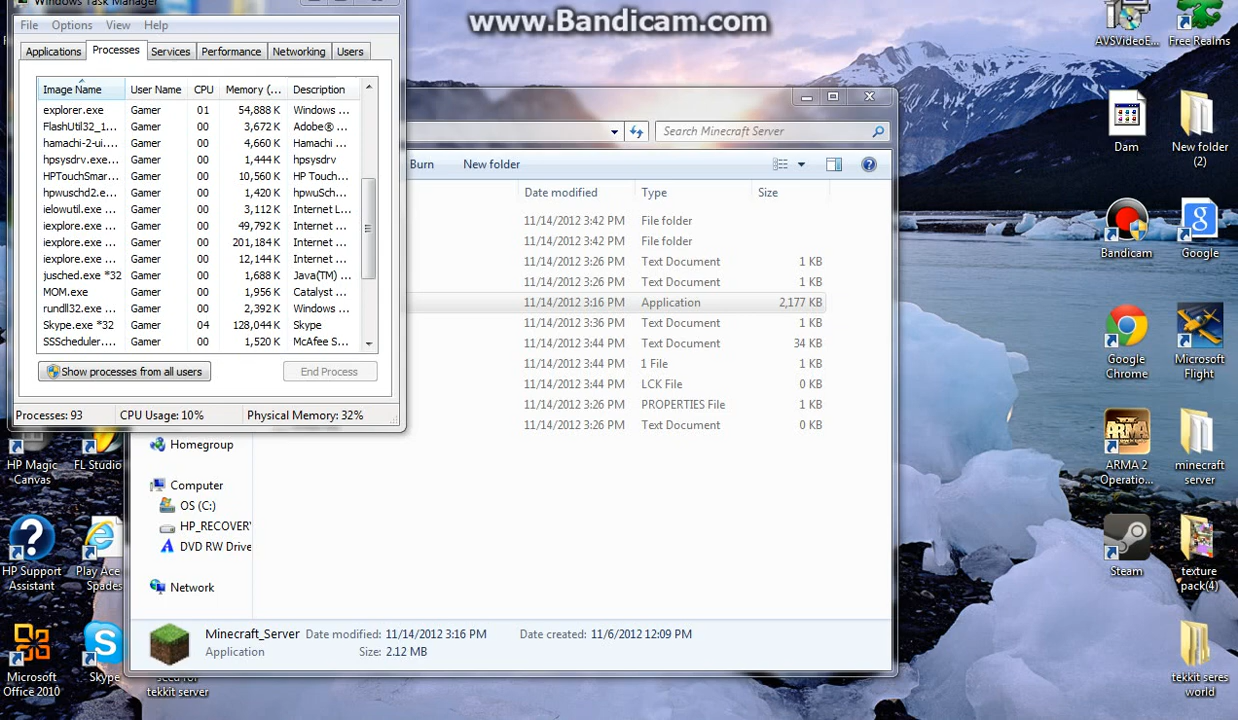 Windows Task Manager
File Options View Help
Applications Processes Services Performance Networking Users
Image Name User Name CPU Memory (... Description
explorer.exe Gamer 01 54,888 K Windows ...
FlashUtil32_1... Gamer 00 3,672 K Adobe® ...
hamachi-2-ui.... Gamer 00 4,660 K Hamachi ...
hpsysdrv.exe... Gamer 00 1,444 K hpsysdrv
HPTouchSmar... Gamer 00 10,560 K HP Touch...
hpwuschd2.e... Gamer 00 1,420 K hpwuSch...
ielowutil.exe ... Gamer 00 3,112 K Internet L...
iexplore.exe ... Gamer 00 49,792 K Internet ...
iexplore.exe ... Gamer 00 201,184 K Internet ...
iexplore.exe ... Gamer 00 12,144 K Internet ...
jusched.exe *32 Gamer 00 1,688 K Java(TM) ...
MOM.exe Gamer 00 1,956 K Catalyst ...
rundll32.exe ... Gamer 00 2,392 K Windows ...
Skype.exe *32 Gamer 04 128,044 K Skype
SSScheduler.... Gamer 00 1,520 K McAfee S...
Show processes from all users End Process
Processes: 93 CPU Usage: 10% Physical Memory: 32%
www.Bandicam.com
Search Minecraft Server
Burn New folder
Date modified Type Size
11/14/2012 3:42 PM File folder
11/14/2012 3:42 PM File folder
11/14/2012 3:26 PM Text Document 1 KB
11/14/2012 3:26 PM Text Document 1 KB
11/14/2012 3:16 PM Application 2,177 KB
11/14/2012 3:36 PM Text Document 1 KB
11/14/2012 3:44 PM Text Document 34 KB
11/14/2012 3:44 PM 1 File 1 KB
11/14/2012 3:44 PM LCK File 0 KB
11/14/2012 3:26 PM PROPERTIES File 1 KB
11/14/2012 3:26 PM Text Document 0 KB
Homegroup
Computer
OS (C:)
HP_RECOVERY
DVD RW Drive
Network
Minecraft_Server Date modified: 11/14/2012 3:16 PM Date created: 11/6/2012 12:09 PM
Application Size: 2.12 MB
HP Magic
Canvas
FL Studio
HP Support
Assistant
Play Ace
Spades
Microsoft
Office 2010
Skype
seed for
tekkit server
AVSVideoE...
Free Realms
Dam
New folder
(2)
Bandicam
Google
Google
Chrome
Microsoft
Flight
ARMA 2
Operatio...
minecraft
server
Steam
texture
pack(4)
tekkit seres
world